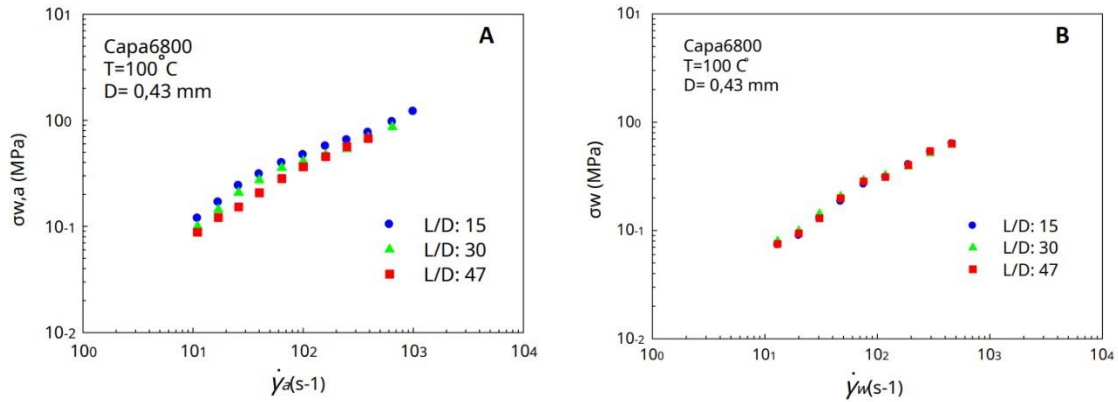 A
Capa6800
T=100°C
D= 0,43 mm
σw,a (MPa)
10¹
10⁰
10-1
10-2
L/D: 15
L/D: 30
L/D: 47
10⁰ 10¹ 10² 10³ 10⁴
γ̇a(s-1)
B
Capa6800
T=100 C°
D= 0,43 mm
σw (MPa)
10¹
10⁰
10-1
10-2
L/D: 15
L/D: 30
L/D: 47
10⁰ 10¹ 10² 10³ 10⁴
γ̇w(s-1)